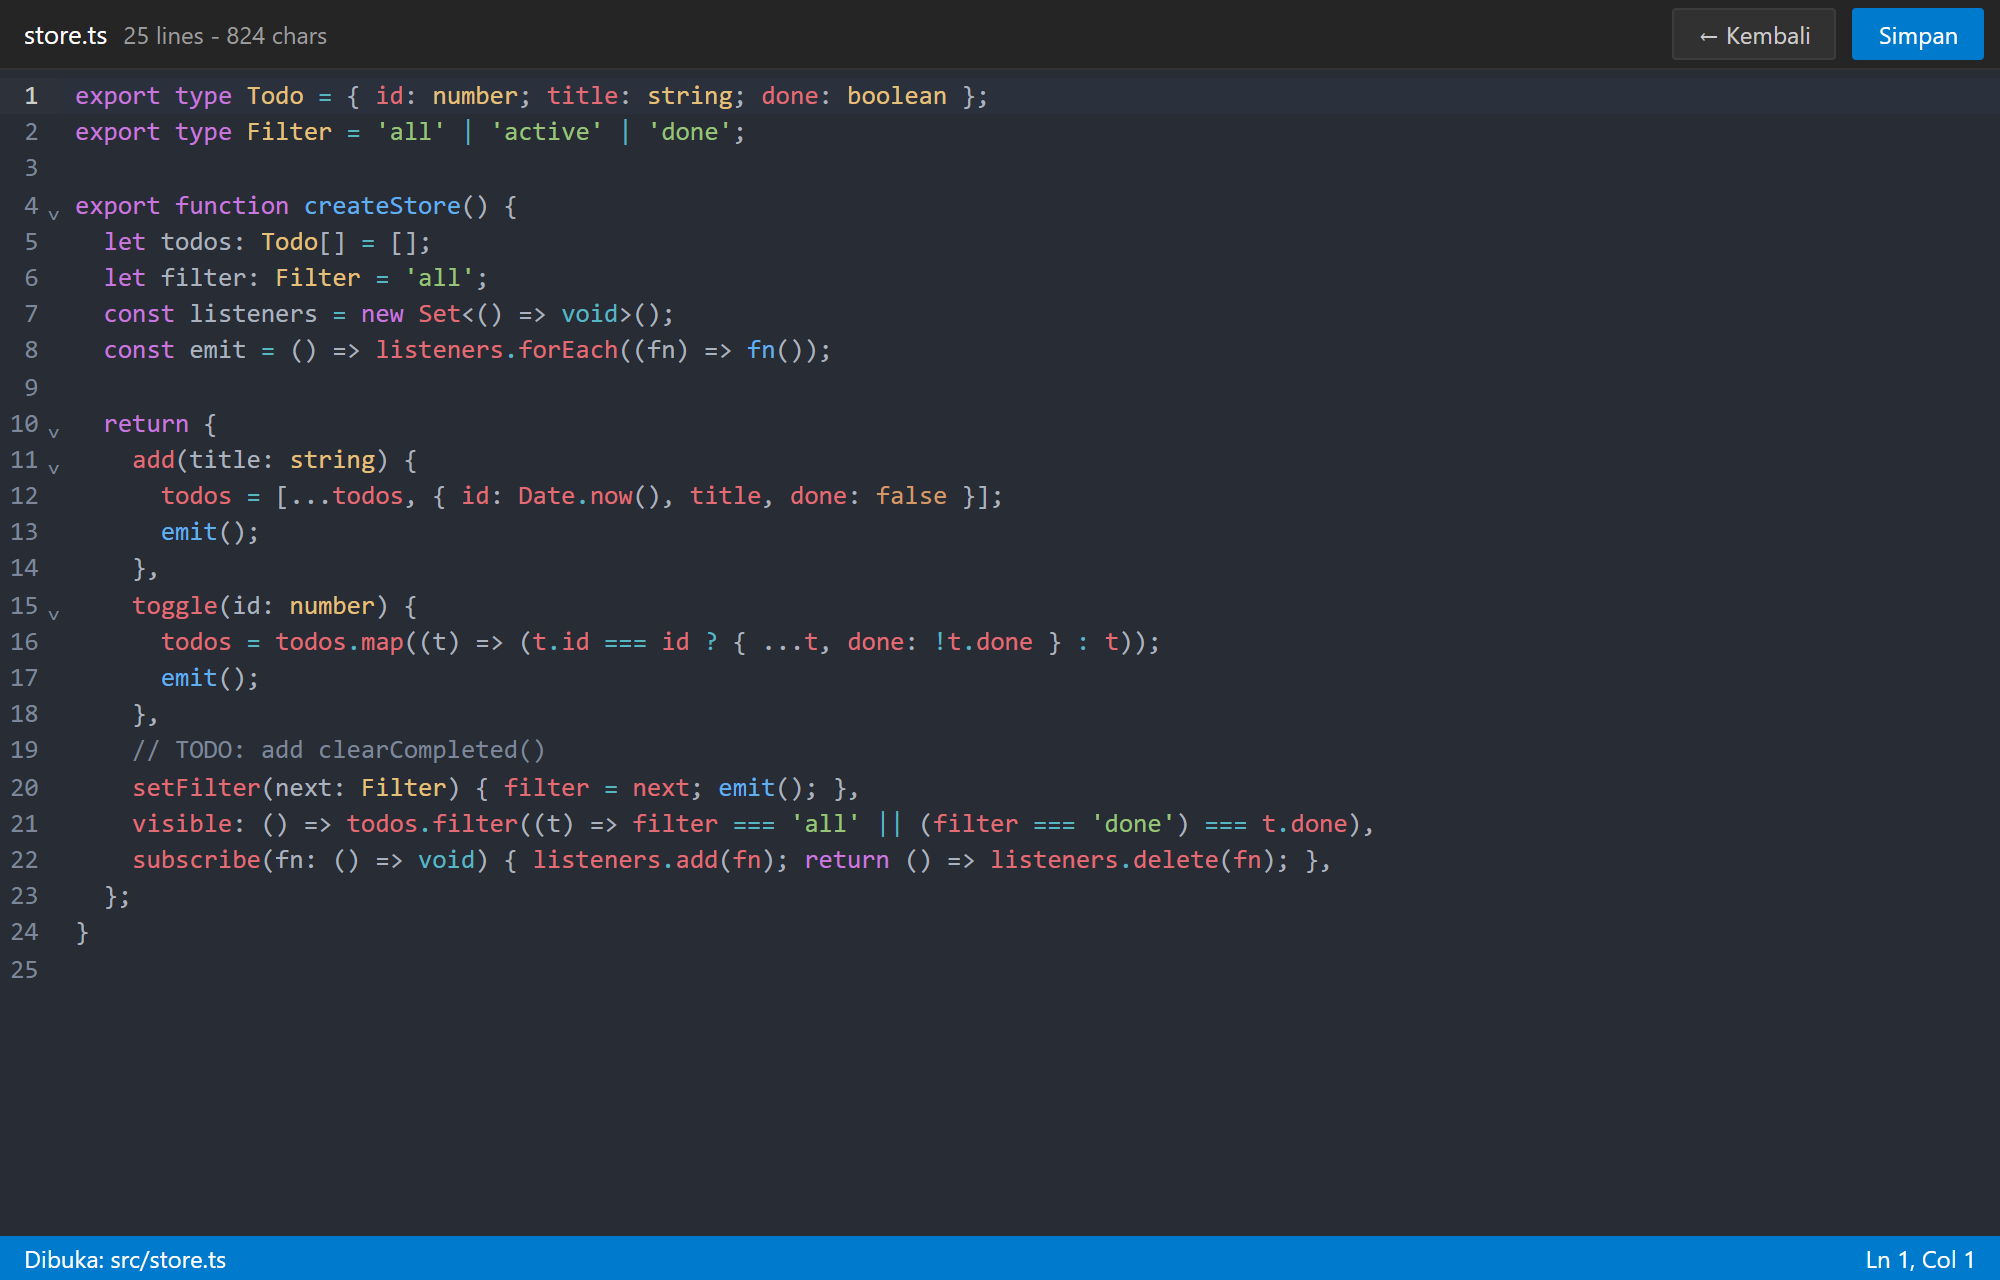 store.ts 25 lines - 824 chars ← Kembali Simpan
1 export type Todo = { id: number; title: string; done: boolean };
2 export type Filter = 'all' | 'active' | 'done';
3
4 export function createStore() {
5   let todos: Todo[] = [];
6   let filter: Filter = 'all';
7   const listeners = new Set<() => void>();
8   const emit = () => listeners.forEach((fn) => fn());
9
10   return {
11     add(title: string) {
12       todos = [...todos, { id: Date.now(), title, done: false }];
13       emit();
14     },
15     toggle(id: number) {
16       todos = todos.map((t) => (t.id === id ? { ...t, done: !t.done } : t));
17       emit();
18     },
19     // TODO: add clearCompleted()
20     setFilter(next: Filter) { filter = next; emit(); },
21     visible: () => todos.filter((t) => filter === 'all' || (filter === 'done') === t.done),
22     subscribe(fn: () => void) { listeners.add(fn); return () => listeners.delete(fn); },
23   };
24 }
25
Dibuka: src/store.ts Ln 1, Col 1